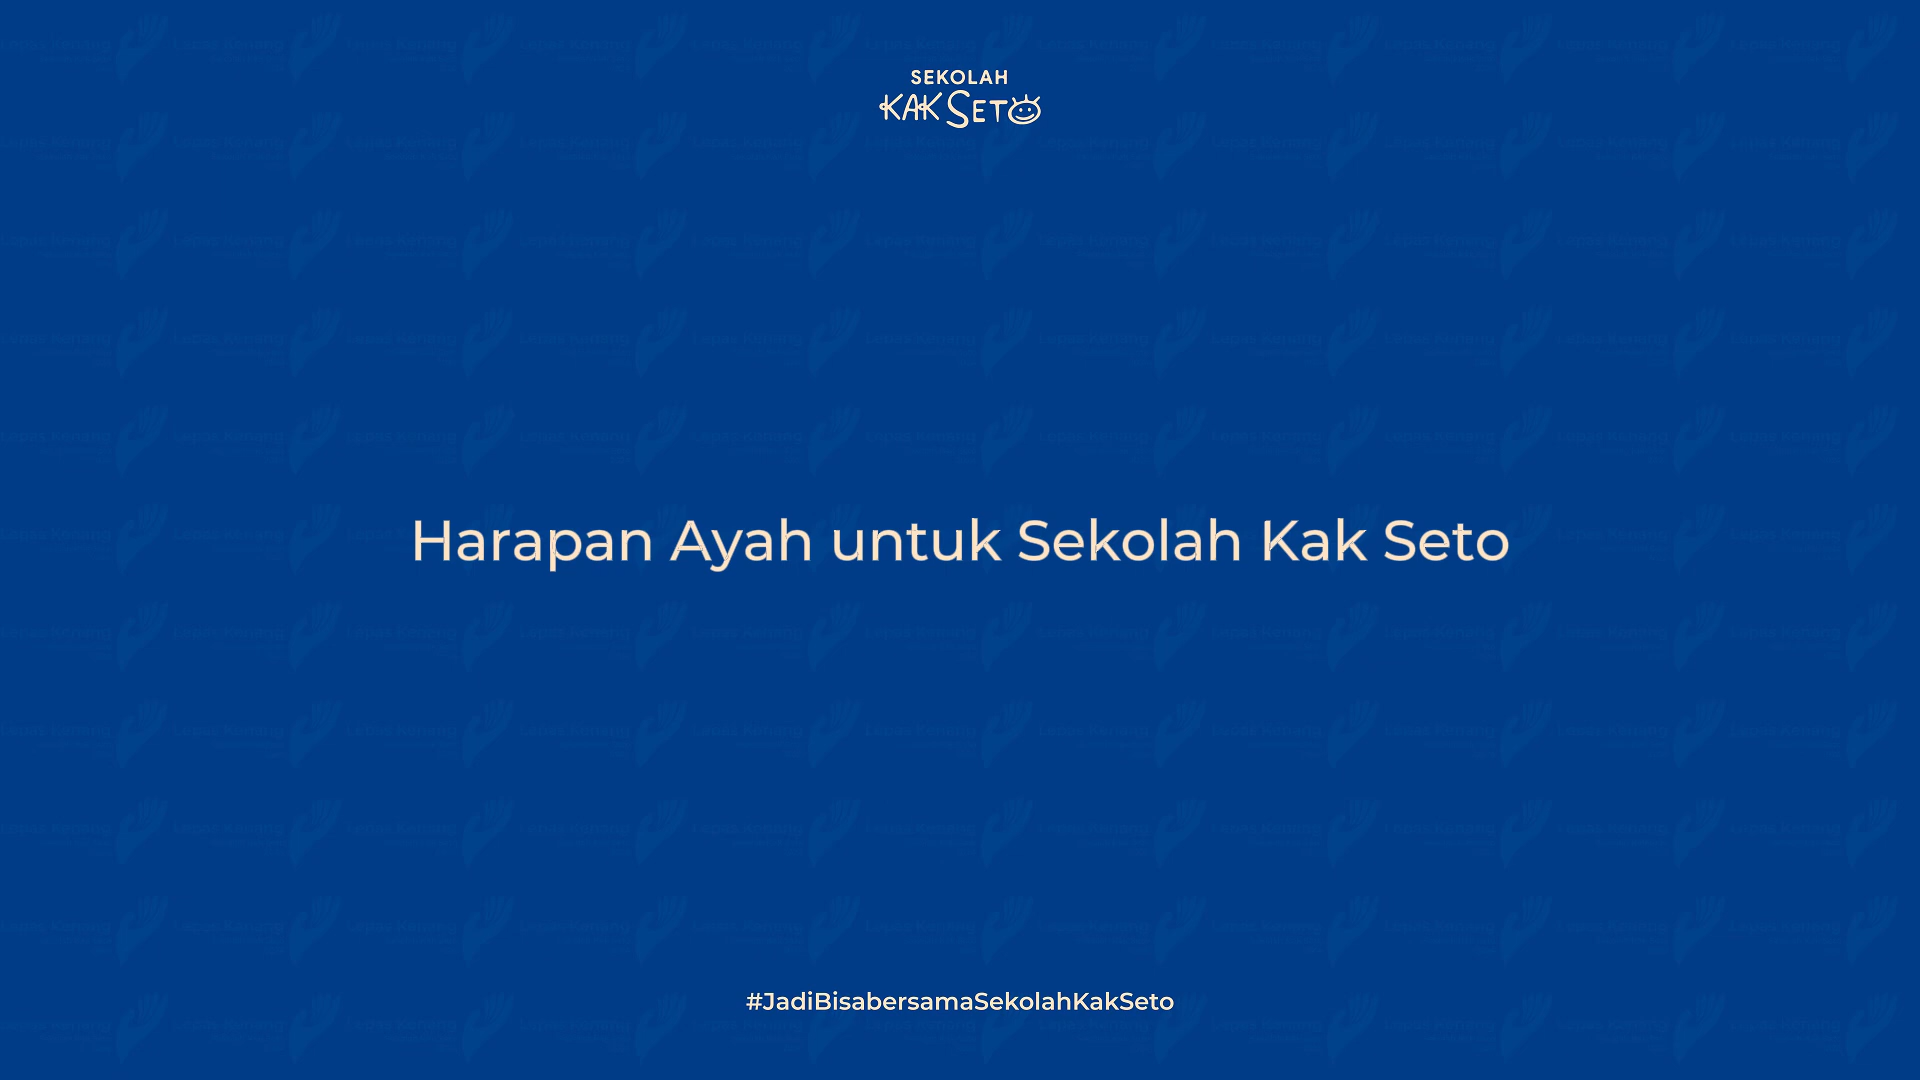 SEKOLAH
KAK SETO
Harapan Ayah untuk Sekolah Kak Seto
#JadiBisabersamaSekolahKakSeto